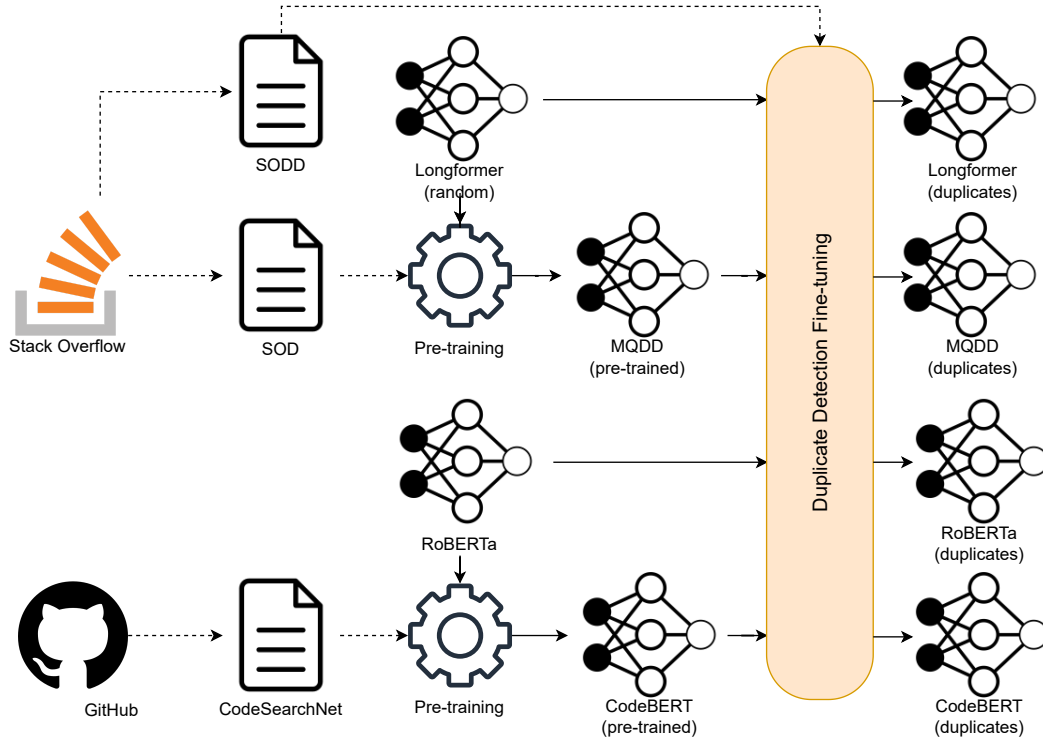 SODD
Longformer
(random)
Longformer
(duplicates)
Stack Overflow
SOD
Pre-training
MQDD
(pre-trained)
MQDD
(duplicates)
Duplicate Detection Fine-tuning
RoBERTa
RoBERTa
(duplicates)
GitHub
CodeSearchNet
Pre-training
CodeBERT
(pre-trained)
CodeBERT
(duplicates)